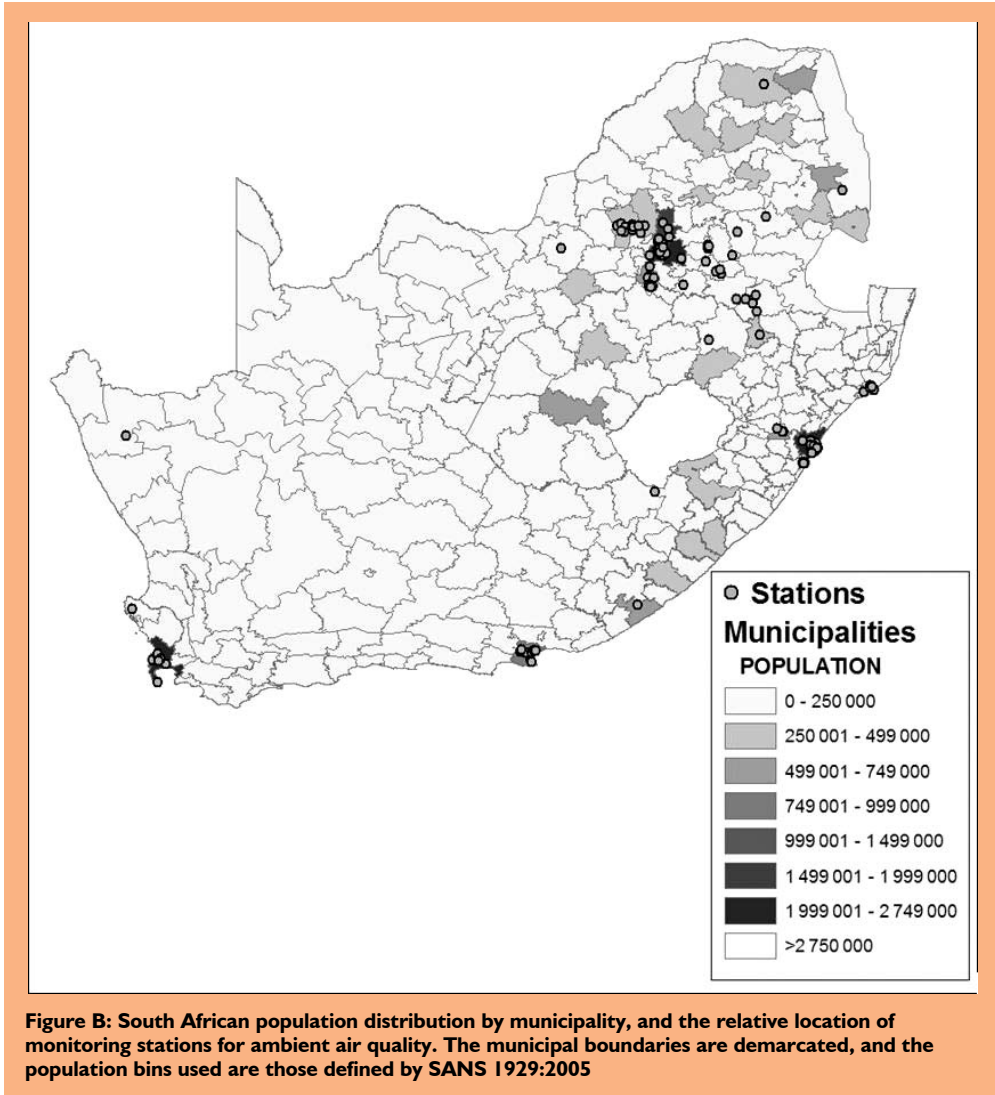 Stations
Municipalities
POPULATION
0 - 250 000
250 001 - 499 000
499 001 - 749 000
749 001 - 999 000
999 001 - 1 499 000
1 499 001 - 1 999 000
1 999 001 - 2 749 000
>2 750 000
Figure B: South African population distribution by municipality, and the relative location of
monitoring stations for ambient air quality. The municipal boundaries are demarcated, and the
population bins used are those defined by SANS 1929:2005